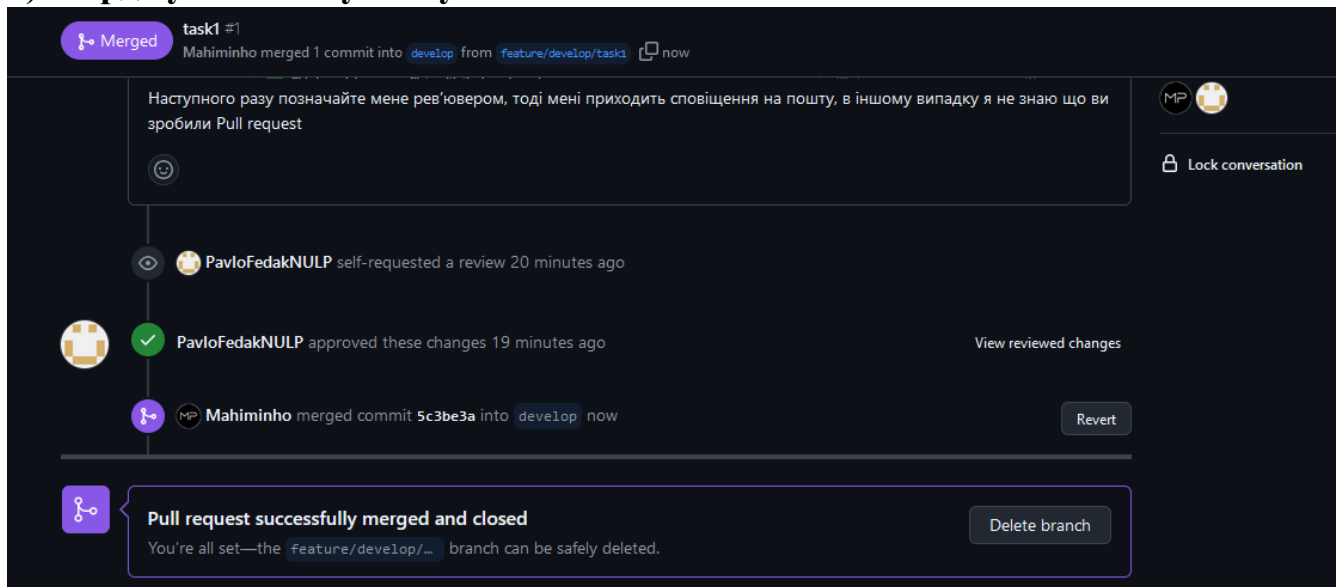 task1 #1
Merged
Mahiminho merged 1 commit into develop from feature/develop/task1 now
Наступного разу позначайте мене рев’ювером, тоді мені приходить сповіщення на пошту, в іншому випадку я не знаю що ви
зробили Pull request
MP
Lock conversation
PavloFedakNULP self-requested a review 20 minutes ago
PavloFedakNULP approved these changes 19 minutes ago View reviewed changes
MP Mahiminho merged commit 5c3be3a into develop now Revert
Pull request successfully merged and closed
Delete branch
You’re all set—the feature/develop/… branch can be safely deleted.